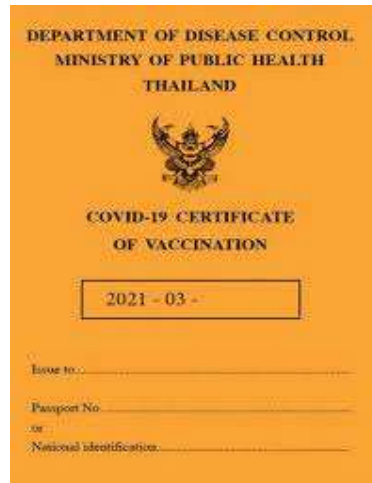 DEPARTMENT OF DISEASE CONTROL
MINISTRY OF PUBLIC HEALTH
THAILAND
COVID-19 CERTIFICATE
OF VACCINATION
2021 - 03 -
Issue to
Passport No
or
National identification